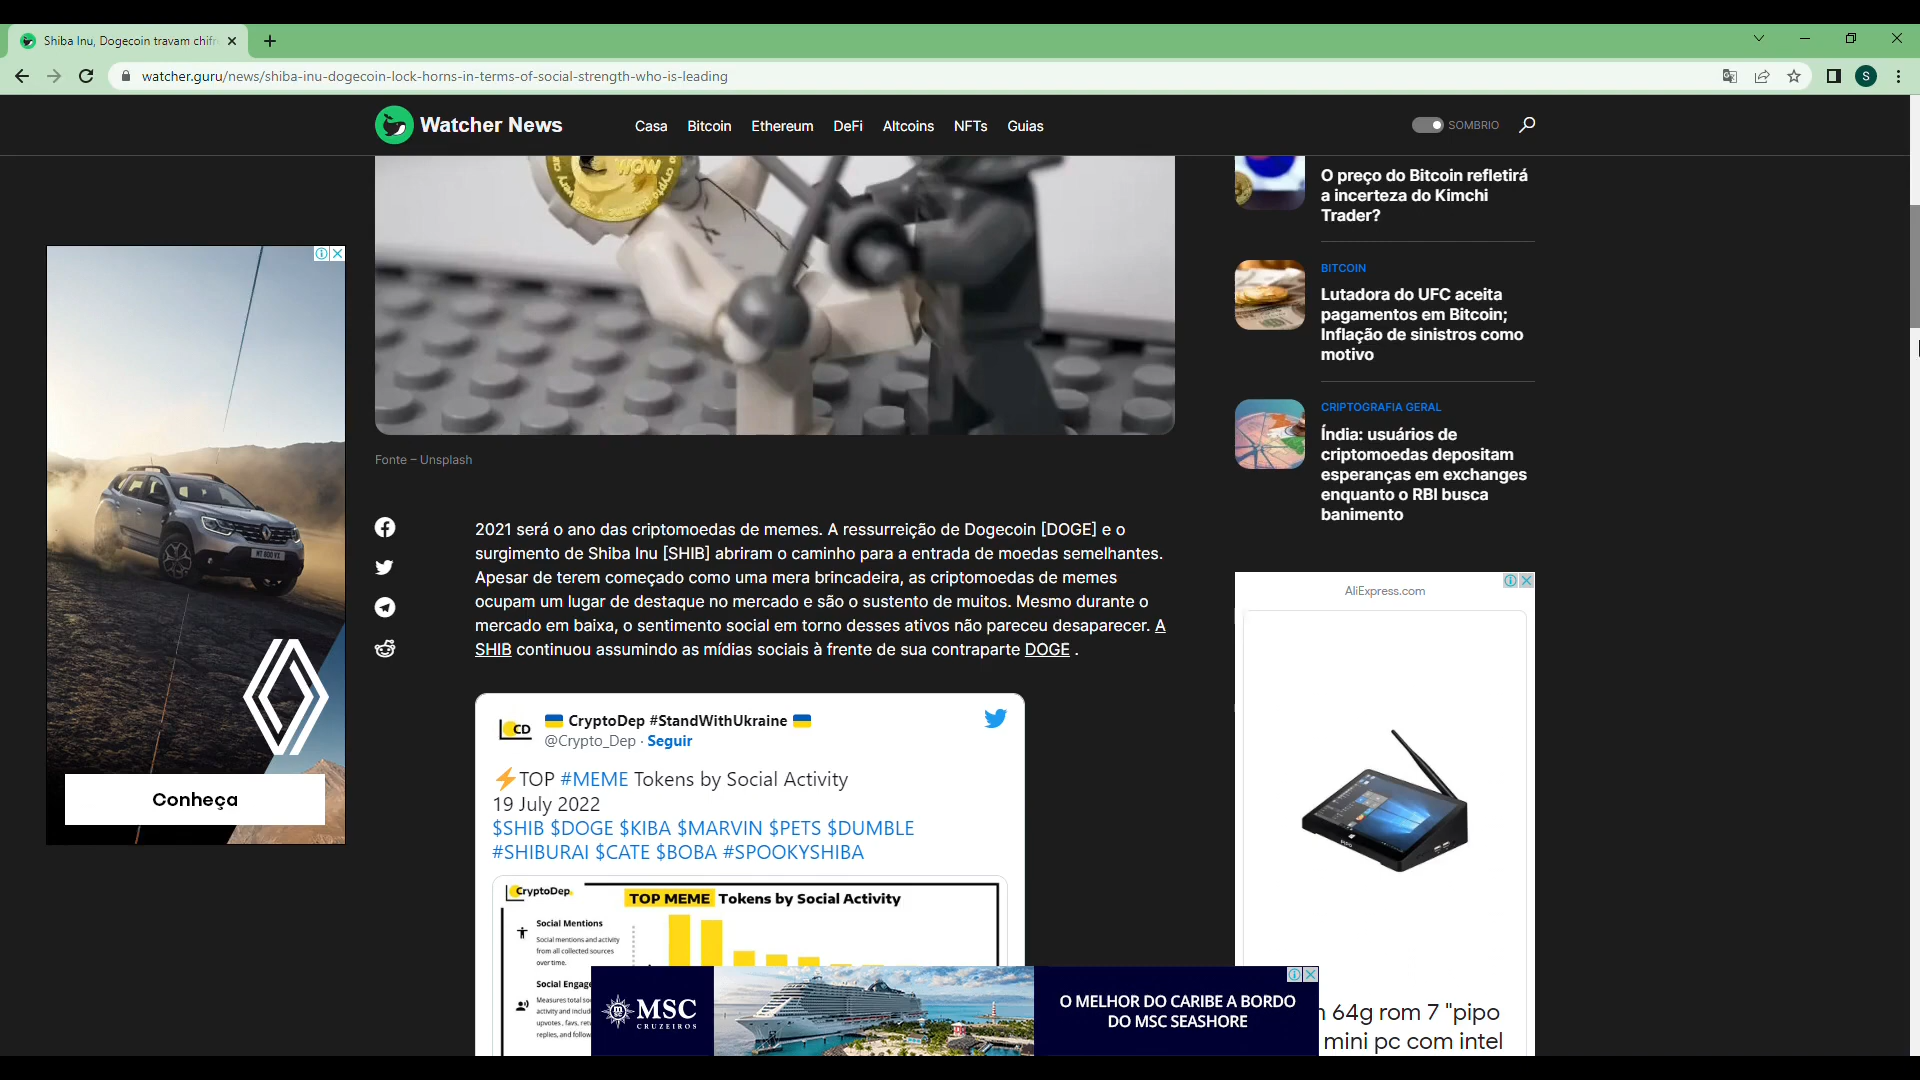 Shiba Inu, Dogecoin travam chifr
watcher.guru/news/shiba-inu-dogecoin-lock-horns-in-terms-of-social-strength-who-is-leading
S
Watcher News
Casa Bitcoin Ethereum DeFi Altcoins NFTs Guias
SOMBRIO
WOW
Fonte – Unsplash
2021 será o ano das criptomoedas de memes. A ressurreição de Dogecoin [DOGE] e o
surgimento de Shiba Inu [SHIB] abriram o caminho para a entrada de moedas semelhantes.
Apesar de terem começado como uma mera brincadeira, as criptomoedas de memes
ocupam um lugar de destaque no mercado e são o sustento de muitos. Mesmo durante o
mercado em baixa, o sentimento social em torno desses ativos não pareceu desaparecer. A
SHIB continuou assumindo as mídias sociais à frente de sua contraparte DOGE .
CD
CryptoDep #StandWithUkraine
@Crypto_Dep · Seguir
⚡TOP #MEME Tokens by Social Activity
19 July 2022
$SHIB $DOGE $KIBA $MARVIN $PETS $DUMBLE
#SHIBURAI $CATE $BOBA #SPOOKYSHIBA
CryptoDep
TOP MEME Tokens by Social Activity
Social Mentions
Social mentions and activity
from all collected sources
over time.
Social Engage
Measures total so
activity and inclu
upvotes, favs, ret
replies, and follow
Conheça
O preço do Bitcoin refletirá
a incerteza do Kimchi
Trader?
BITCOIN
Lutadora do UFC aceita
pagamentos em Bitcoin;
Inflação de sinistros como
motivo
CRIPTOGRAFIA GERAL
Índia: usuários de
criptomoedas depositam
esperanças em exchanges
enquanto o RBI busca
banimento
AliExpress.com
64g rom 7 "pipo
mini pc com intel
MSC
CRUZEIROS
O MELHOR DO CARIBE A BORDO
DO MSC SEASHORE